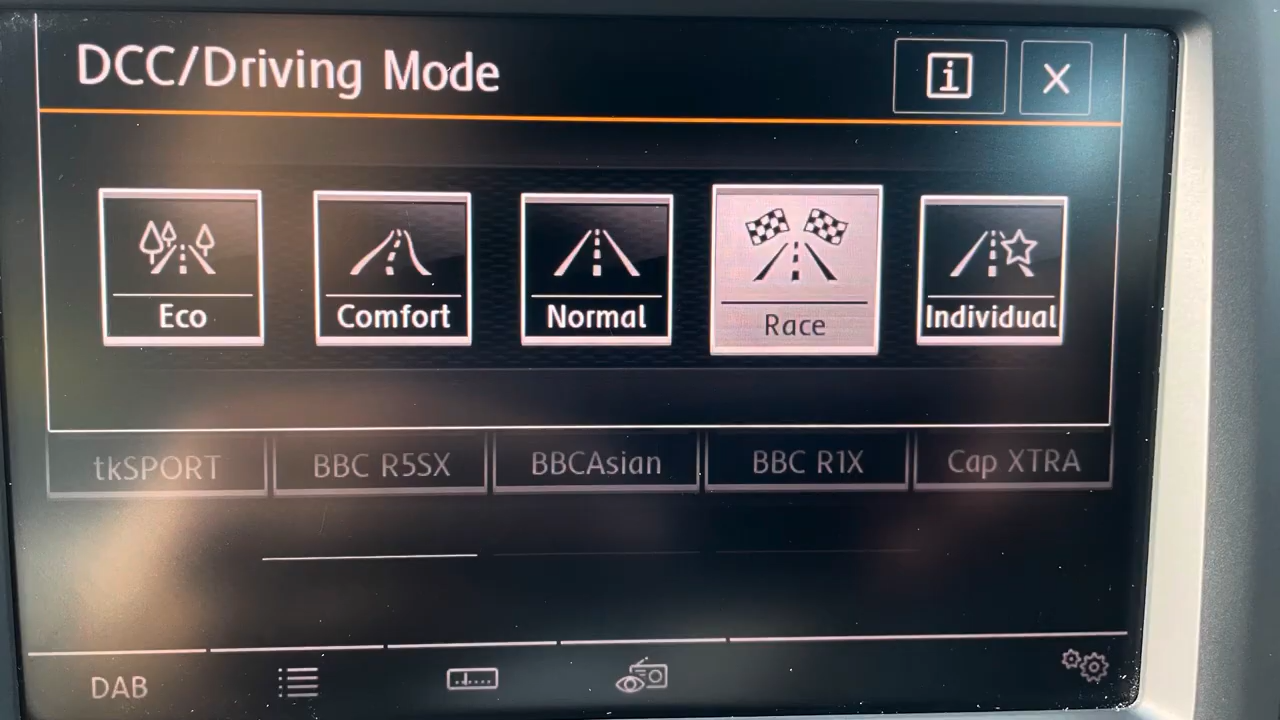 DCC/Driving Mode
i X
Eco Comfort Normal Race Individual
tkSPORT BBC R5SX BBCAsian BBC R1X Cap XTRA
DAB